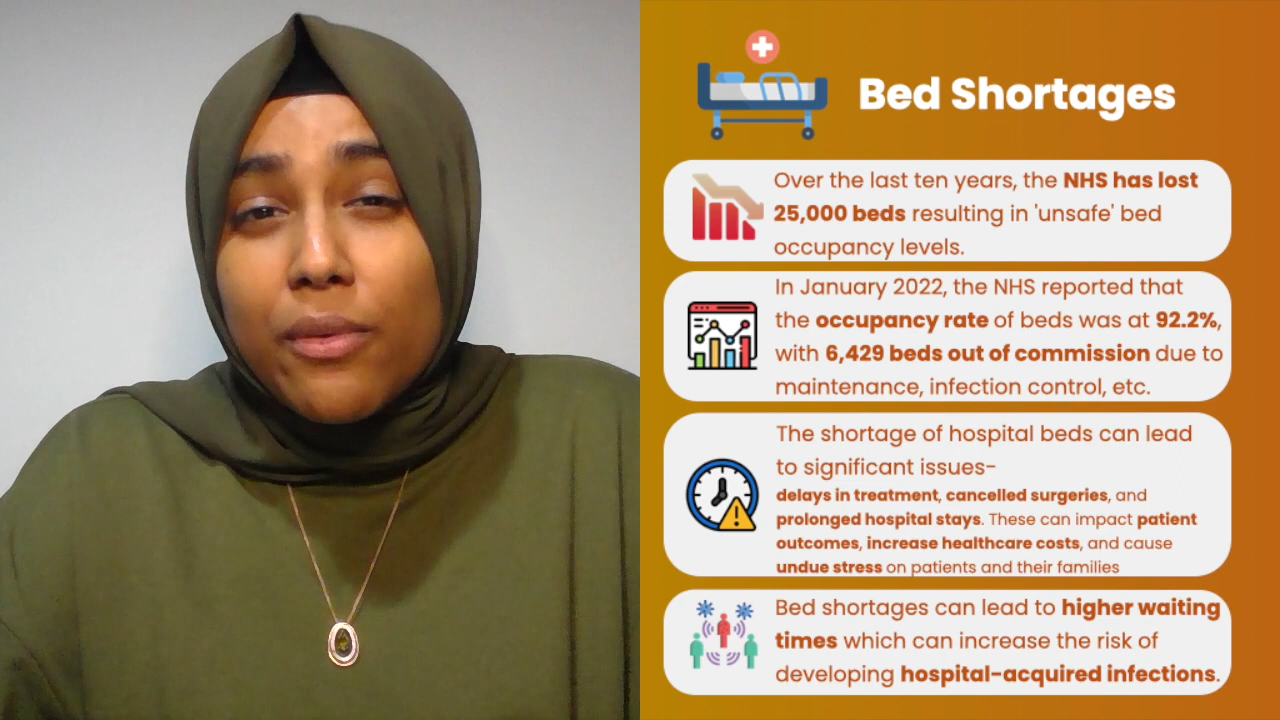 Bed Shortages
Over the last ten years, the NHS has lost
25,000 beds resulting in 'unsafe' bed
occupancy levels.
In January 2022, the NHS reported that
the occupancy rate of beds was at 92.2%,
with 6,429 beds out of commission due to
maintenance, infection control, etc.
The shortage of hospital beds can lead
to significant issues-
delays in treatment, cancelled surgeries, and
prolonged hospital stays. These can impact patient
outcomes, increase healthcare costs, and cause
undue stress on patients and their families
Bed shortages can lead to higher waiting
times which can increase the risk of
developing hospital-acquired infections.